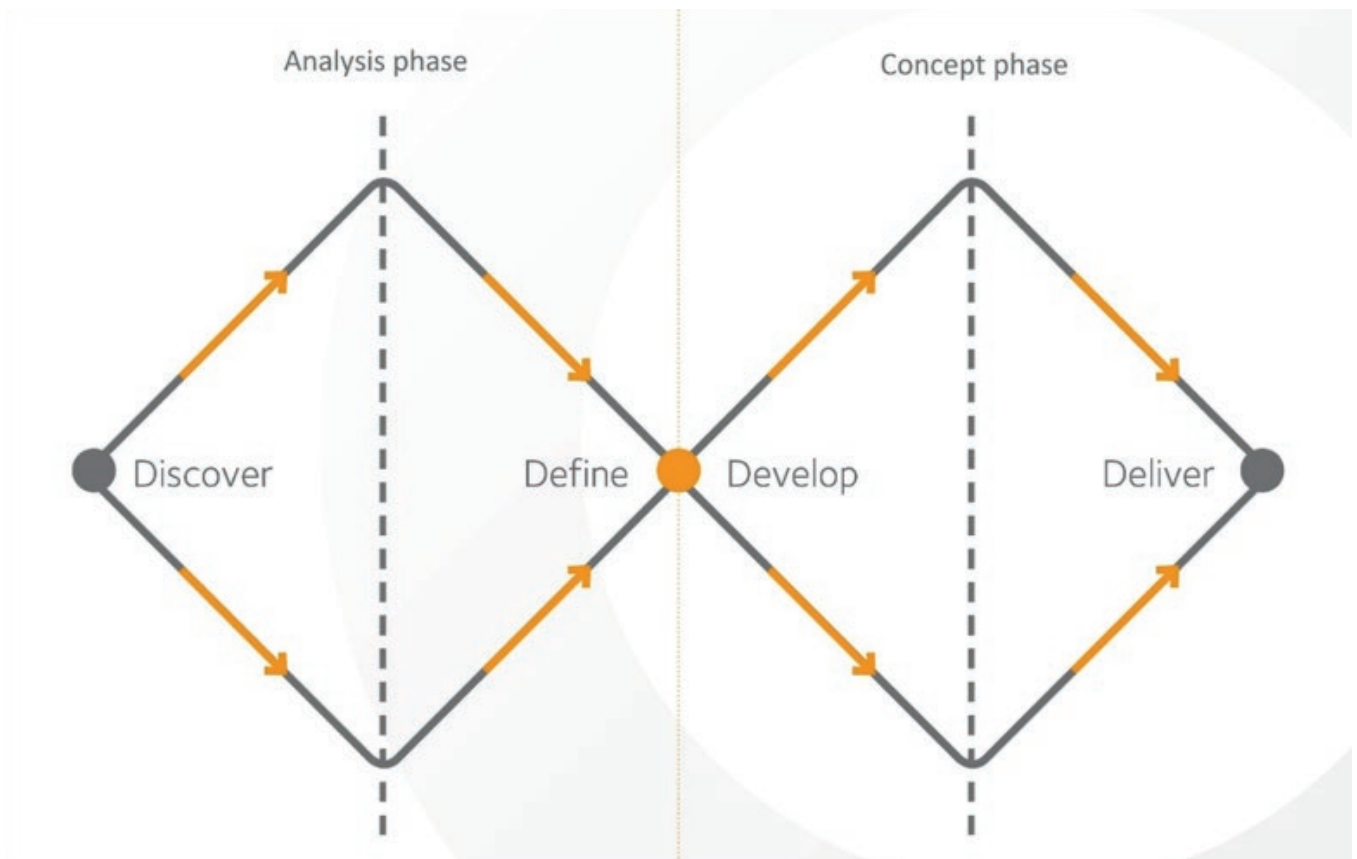 Analysis phase
Concept phase
Discover
Define
Develop
Deliver